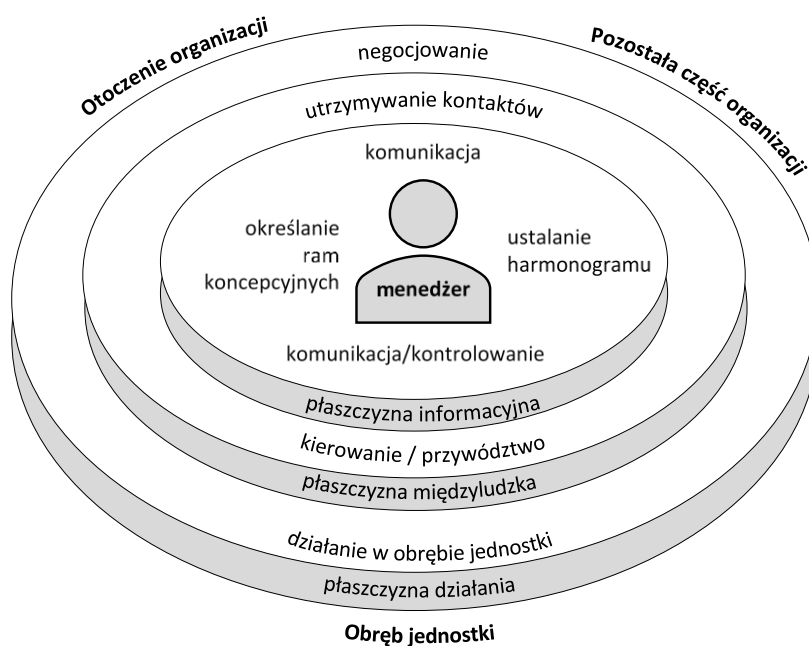 Otoczenie organizacji
Pozostała część organizacji
negocjowanie
utrzymywanie kontaktów
komunikacja
określanie
ram
koncepcyjnych
ustalanie
harmonogramu
menedżer
komunikacja/kontrolowanie
płaszczyzna informacyjna
kierowanie / przywództwo
płaszczyzna międzyludzka
działanie w obrębie jednostki
płaszczyzna działania
Obręb jednostki